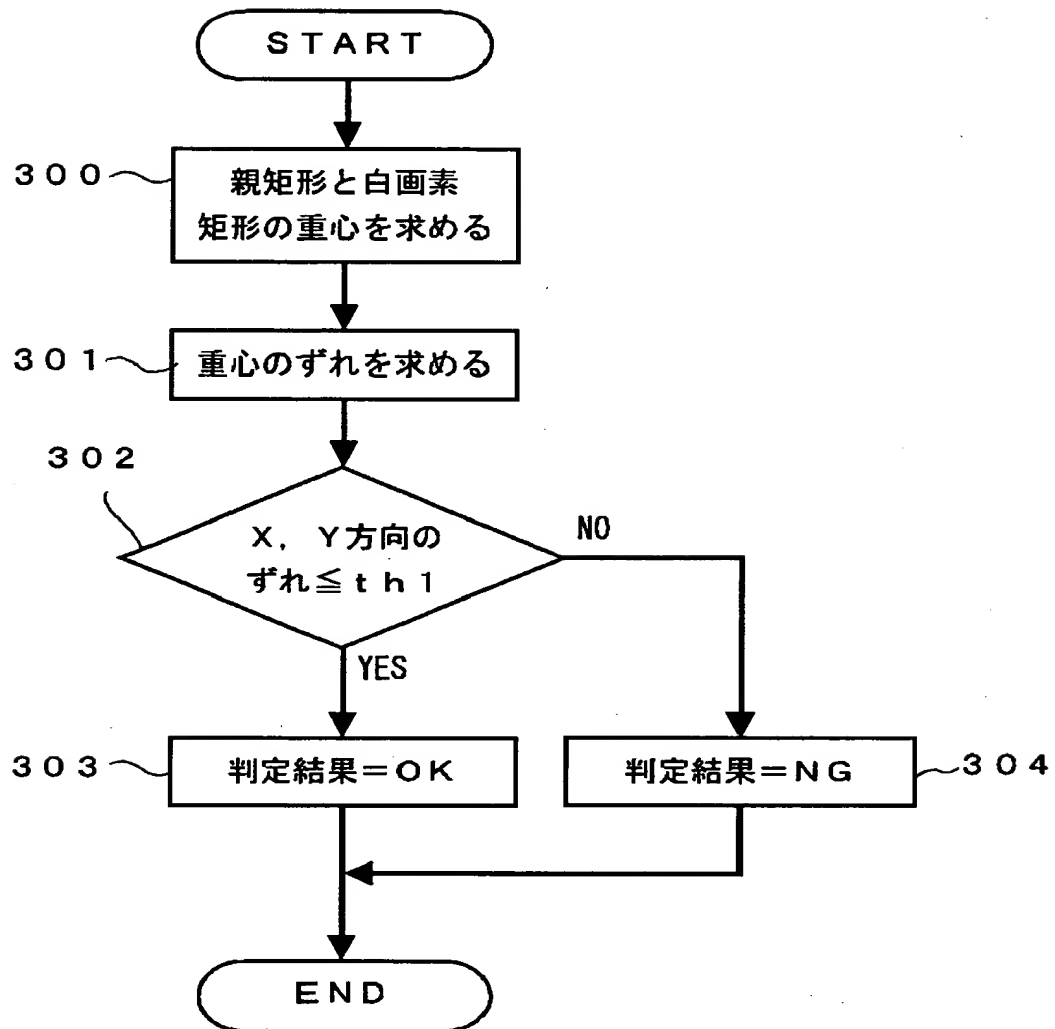 START
300
親矩形と白画素
矩形の重心を求める
301
重心のずれを求める
302
X，Y方向の
ずれ≦th1
NO
YES
303
判定結果＝OK
判定結果＝NG
304
END